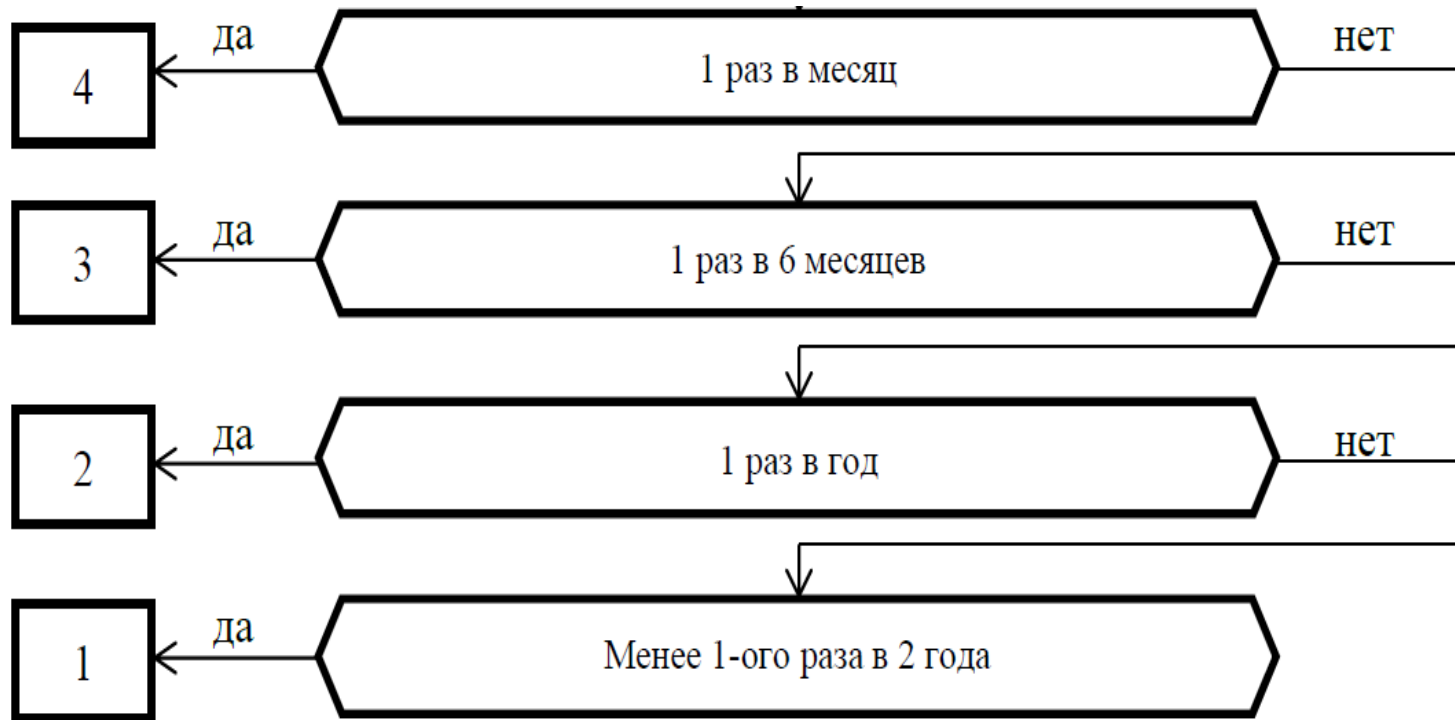 да
нет
4
1 раз в месяц
да
нет
3
1 раз в 6 месяцев
да
нет
2
1 раз в год
да
1
Менее 1-ого раза в 2 года